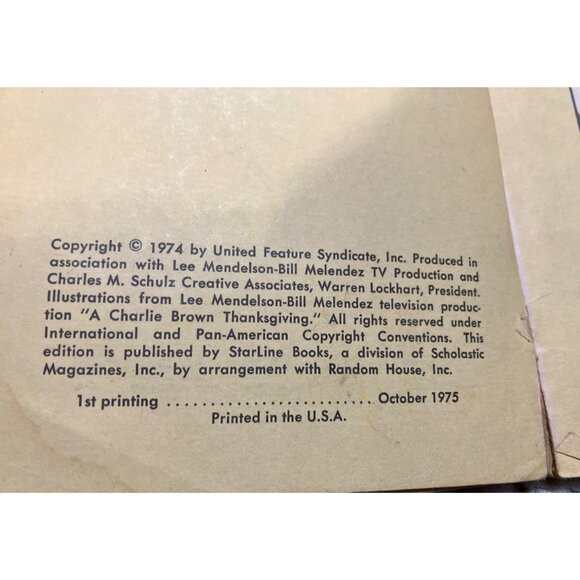 Copyright © 1974 by United Feature Syndicate, Inc. Produced in
association with Lee Mendelson-Bill Melendez TV Production and
Charles M. Schulz Creative Associates, Warren Lockhart, President.
Illustrations from Lee Mendelson-Bill Melendez television produc-
tion "A Charlie Brown Thanksgiving." All rights reserved under
International and Pan-American Copyright Conventions. This
edition is published by StarLine Books, a division of Scholastic
Magazines, Inc., by arrangement with Random House, Inc.
1st printing ........................ October 1975
Printed in the U.S.A.